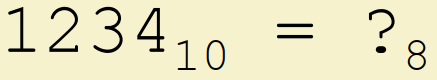 1234₁₀ = ?₈